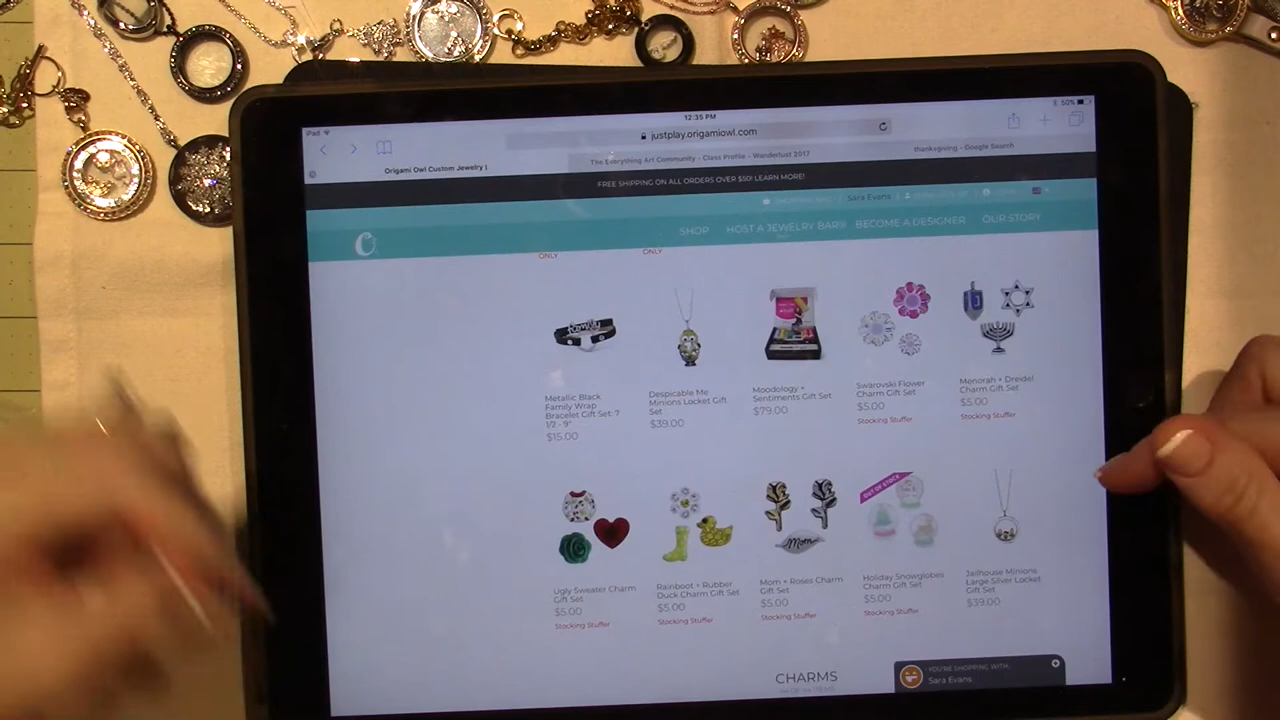 iPad
12:35 PM
50%
justplay.origamiowl.com
Origami Owl Custom Jewelry |
The Everything Art Community - Class Profile - Wanderlust 2017
thanksgiving - Google Search
FREE SHIPPING ON ALL ORDERS OVER $50! LEARN MORE!
Sara Evans
SHOP HOST A JEWELRY BAR® BECOME A DESIGNER OUR STORY
ONLY
ONLY
family
Metallic Black
Family Wrap
Bracelet Gift Set: 7
1/2 - 9"
$15.00
Despicable Me
Minions Locket Gift
Set
$39.00
Moodology +
Sentiments Gift Set
$79.00
Swarovski Flower
Charm Gift Set
$5.00
Stocking Stuffer
Menorah + Dreidel
Charm Gift Set
$5.00
Stocking Stuffer
Mom
OUT OF STOCK
Ugly Sweater Charm
Gift Set
$5.00
Stocking Stuffer
Rainboot + Rubber
Duck Charm Gift Set
$5.00
Stocking Stuffer
Mom + Roses Charm
Gift Set
$5.00
Stocking Stuffer
Holiday Snowglobes
Charm Gift Set
$5.00
Stocking Stuffer
Jailhouse Minions
Large Silver Locket
Gift Set
$39.00
CHARMS
YOU'RE SHOPPING WITH...
Sara Evans